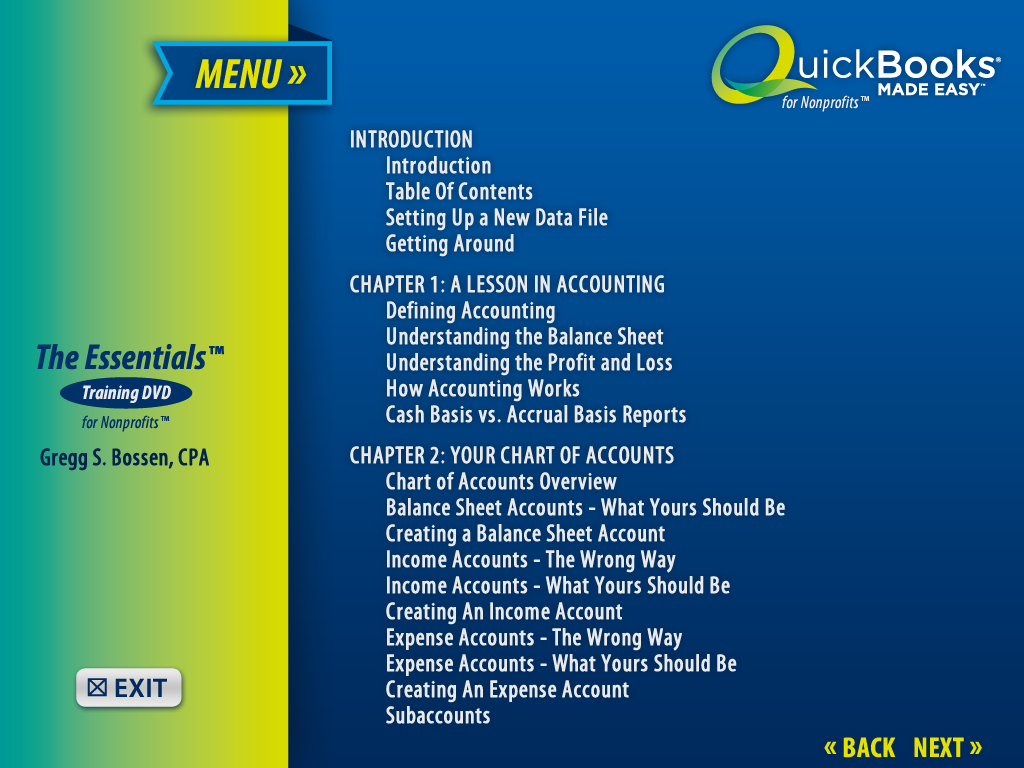 MENU »
QuickBooks®
MADE EASY™
for Nonprofits™
INTRODUCTION
Introduction
Table Of Contents
Setting Up a New Data File
Getting Around
CHAPTER 1: A LESSON IN ACCOUNTING
Defining Accounting
Understanding the Balance Sheet
Understanding the Profit and Loss
How Accounting Works
Cash Basis vs. Accrual Basis Reports
CHAPTER 2: YOUR CHART OF ACCOUNTS
Chart of Accounts Overview
Balance Sheet Accounts - What Yours Should Be
Creating a Balance Sheet Account
Income Accounts - The Wrong Way
Income Accounts - What Yours Should Be
Creating An Income Account
Expense Accounts - The Wrong Way
Expense Accounts - What Yours Should Be
Creating An Expense Account
Subaccounts
The Essentials™
Training DVD
for Nonprofits™
Gregg S. Bossen, CPA
EXIT
« BACK NEXT »